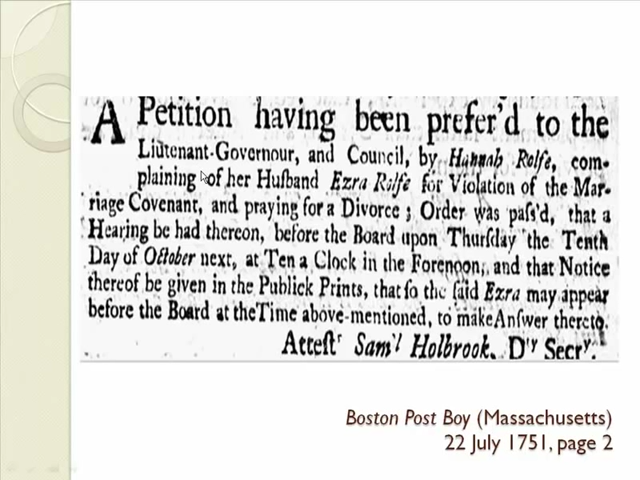 A Petition having been prefer'd to the
Liutenant-Governour, and Council, by Hannah Rolfe, com-
plaining of her Huſband Ezra Rolfe for Violation of the Mar-
riage Covenant, and praying for a Divorce ; Order was paſs'd, that a
Hearing be had thereon, before the Board upon Thurſday the Tenth
Day of October next, at Ten a Clock in the Forenoon, and that Notice
thereof be given in the Publick Prints, that ſo the ſaid Ezra may appear
before the Board at the Time above-mentioned, to make Anſwer thereto.
Atteſtʳ Sam'l Holbrook. D'y Secry.
Boston Post Boy (Massachusetts)
22 July 1751, page 2